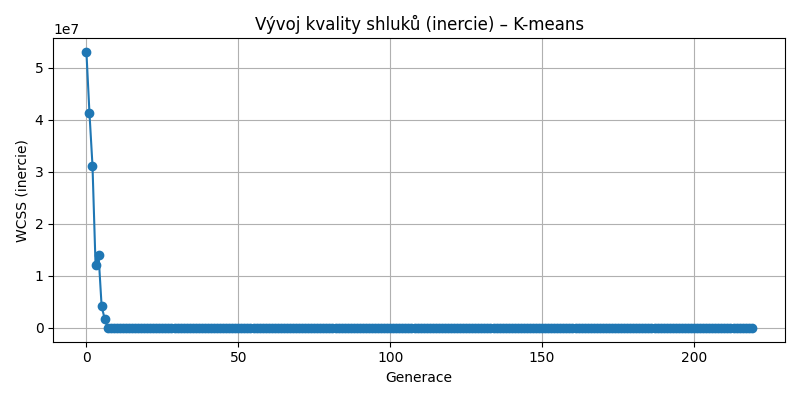 Vývoj kvality shluků (inercie) – K-means
1e7
5
4
3
2
1
0
WCSS (inercie)
0 50 100 150 200
Generace